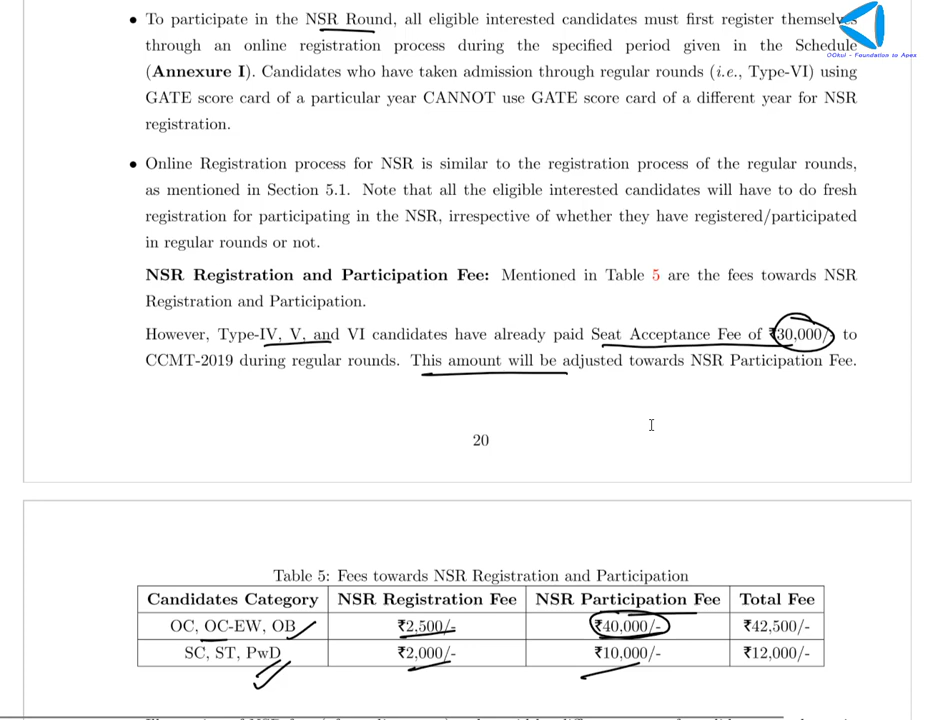 • To participate in the NSR Round, all eligible interested candidates must first register themselves
through an online registration process during the specified period given in the Schedule
(Annexure I). Candidates who have taken admission through regular rounds (i.e., Type-VI) using
GATE score card of a particular year CANNOT use GATE score card of a different year for NSR
registration.
• Online Registration process for NSR is similar to the registration process of the regular rounds,
as mentioned in Section 5.1. Note that all the eligible interested candidates will have to do fresh
registration for participating in the NSR, irrespective of whether they have registered/participated
in regular rounds or not.
NSR Registration and Participation Fee: Mentioned in Table 5 are the fees towards NSR
Registration and Participation.
However, Type-IV, V, and VI candidates have already paid Seat Acceptance Fee of ₹30,000/- to
CCMT-2019 during regular rounds. This amount will be adjusted towards NSR Participation Fee.
20
Table 5: Fees towards NSR Registration and Participation
Candidates Category NSR Registration Fee NSR Participation Fee Total Fee
OC, OC-EW, OB ₹2,500/- ₹40,000/- ₹42,500/-
SC, ST, PwD ₹2,000/- ₹10,000/- ₹12,000/-
OOkul - Foundation to Apex